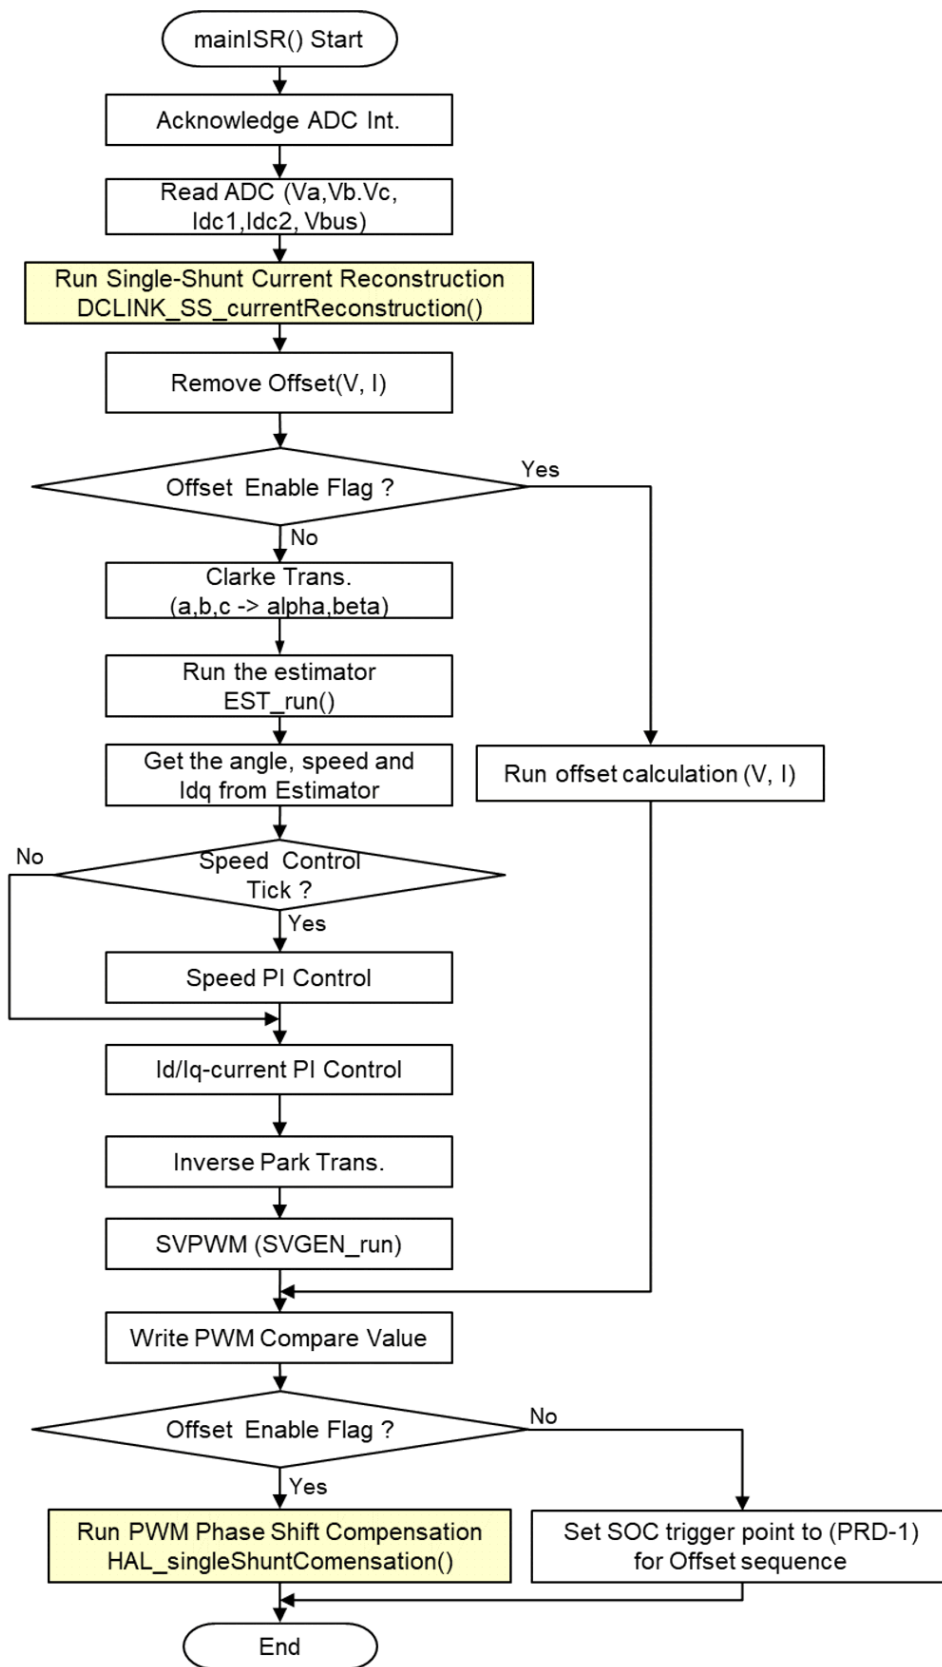 mainISR() Start
Acknowledge ADC Int.
Read ADC (Va,Vb.Vc,
Idc1,Idc2, Vbus)
Run Single-Shunt Current Reconstruction
DCLINK_SS_currentReconstruction()
Remove Offset(V, I)
Offset Enable Flag ?
Yes
No
Clarke Trans.
(a,b,c -> alpha,beta)
Run the estimator
EST_run()
Get the angle, speed and
Idq from Estimator
Run offset calculation (V, I)
No
Speed Control
Tick ?
Yes
Speed PI Control
Id/Iq-current PI Control
Inverse Park Trans.
SVPWM (SVGEN_run)
Write PWM Compare Value
Offset Enable Flag ?
No
Yes
Run PWM Phase Shift Compensation
HAL_singleShuntComensation()
Set SOC trigger point to (PRD-1)
for Offset sequence
End